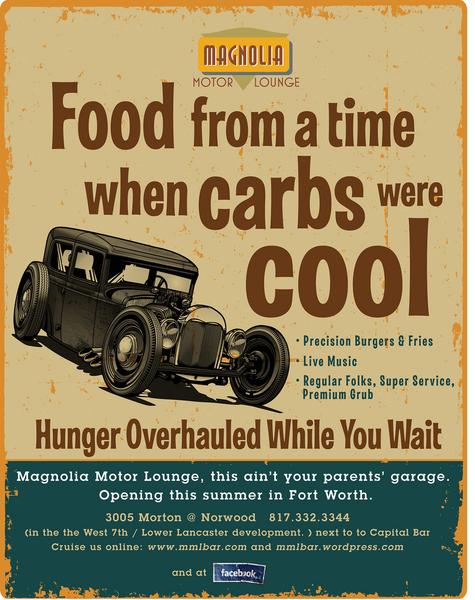 MAGNOLIA
MOTOR LOUNGE
Food from a time
when carbs were
cool
• Precision Burgers & Fries
• Live Music
• Regular Folks, Super Service,
Premium Grub
Hunger Overhauled While You Wait
Magnolia Motor Lounge, this ain't your parents' garage.
Opening this summer in Fort Worth.
3005 Morton @ Norwood 817.332.3344
(in the the West 7th / Lower Lancaster development. ) next to to Capital Bar
Cruise us online: www.mmlbar.com and mmlbar.wordpress.com
and at facebook